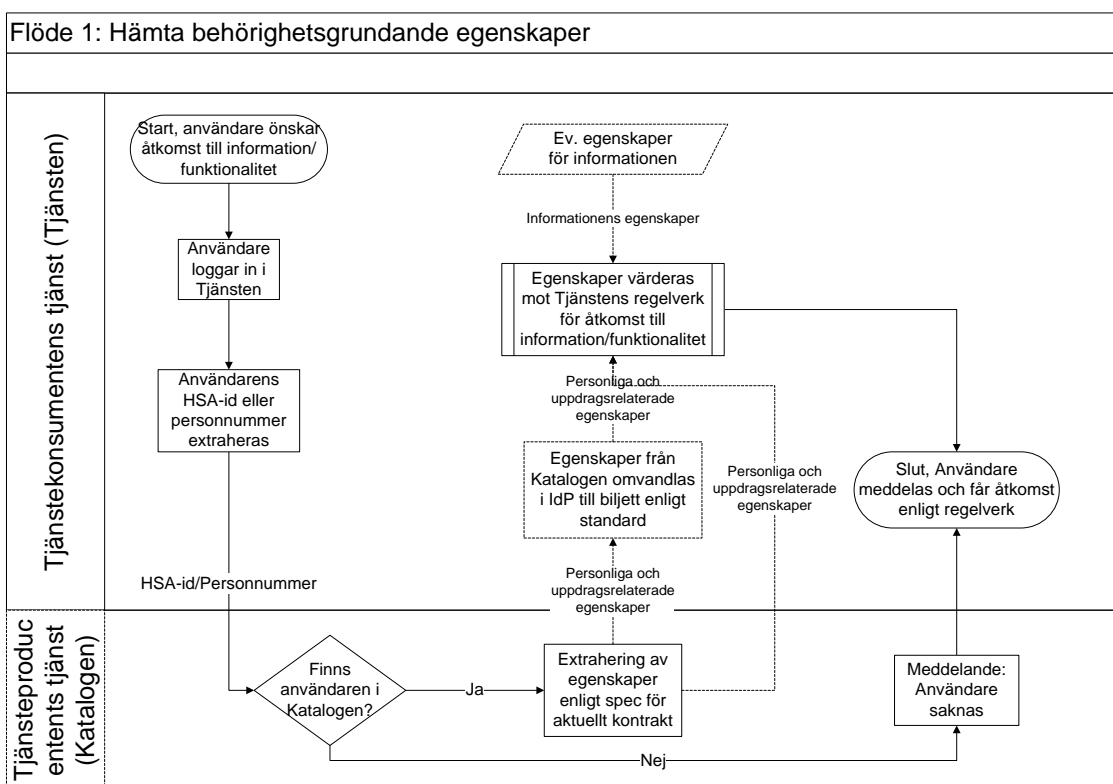 Flöde 1: Hämta behörighetsgrundande egenskaper
Tjänstekonsumentens tjänst (Tjänsten)
Start, användare önskar
åtkomst till information/
funktionalitet
Användare
loggar in i
Tjänsten
Användarens
HSA-id eller
personnummer
extraheras
HSA-id/Personnummer
Ev. egenskaper
för informationen
Informationens egenskaper
Egenskaper värderas
mot Tjänstens regelverk
för åtkomst till
information/funktionalitet
Personliga och
uppdragsrelaterade
egenskaper
Egenskaper från
Katalogen omvandlas
i IdP till biljett enligt
standard
Personliga och
uppdragsrelaterade
egenskaper
Personliga och
uppdragsrelaterade
egenskaper
Slut, Användare
meddelas och får åtkomst
enligt regelverk
Tjänsteproduc
entents tjänst
(Katalogen)
Finns
användaren i
Katalogen?
Ja
Extrahering av
egenskaper
enligt spec för
aktuellt kontrakt
Meddelande:
Användare
saknas
Nej